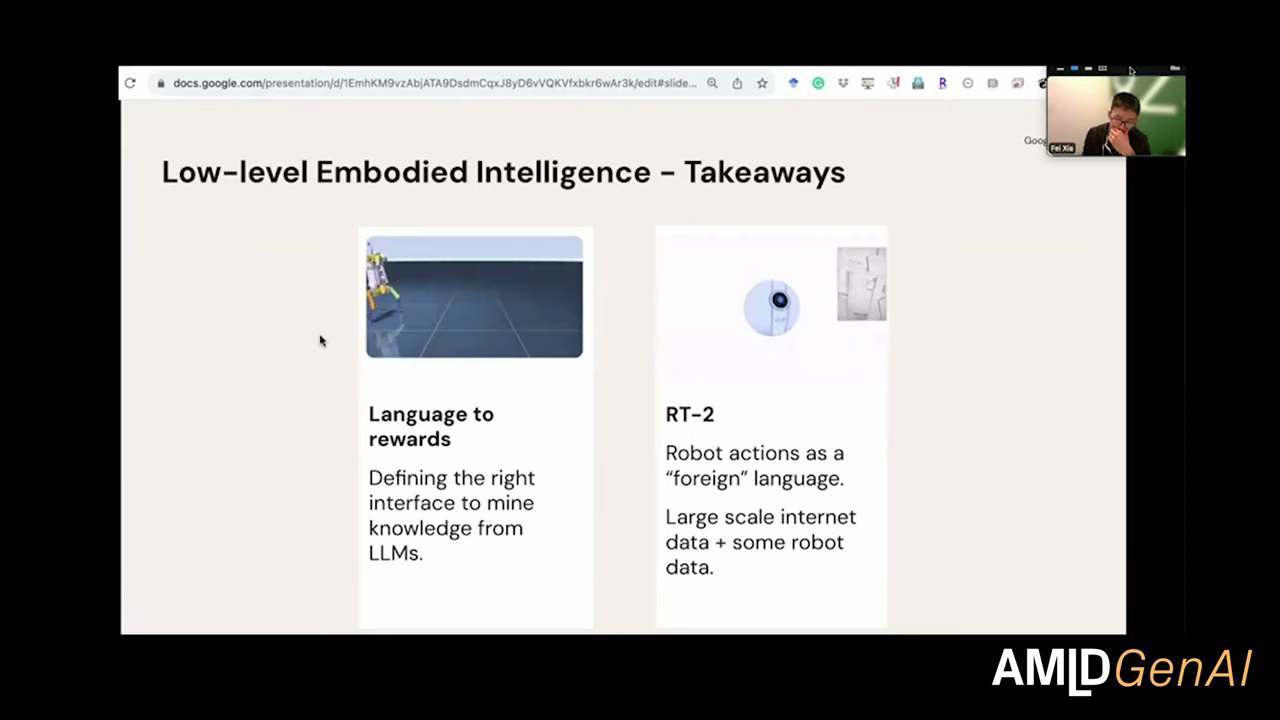 docs.google.com/presentation/d/1EmhKM9vzAbjATA9DsdmCqxJ8yD6vVQKVfxbkr6wAr3k/edit#slide...
Goog
Fei Xia
Low-level Embodied Intelligence - Takeaways
Language to
rewards
Defining the right
interface to mine
knowledge from
LLMs.
RT-2
Robot actions as a
“foreign” language.
Large scale internet
data + some robot
data.
AMLDGenAI